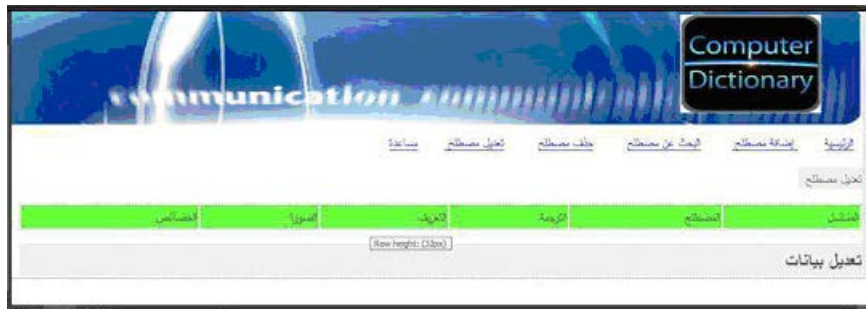 Computer
Dictionary
communication
الرئيسية إضافة مصطلح البحث عن مصطلح حذف مصطلح تعديل مصطلح مساعدة
تعديل مصطلح
المسلسل المصطلح الترجمة التعريف الصورة الخصائص
Row height: (32px)
تعديل بيانات